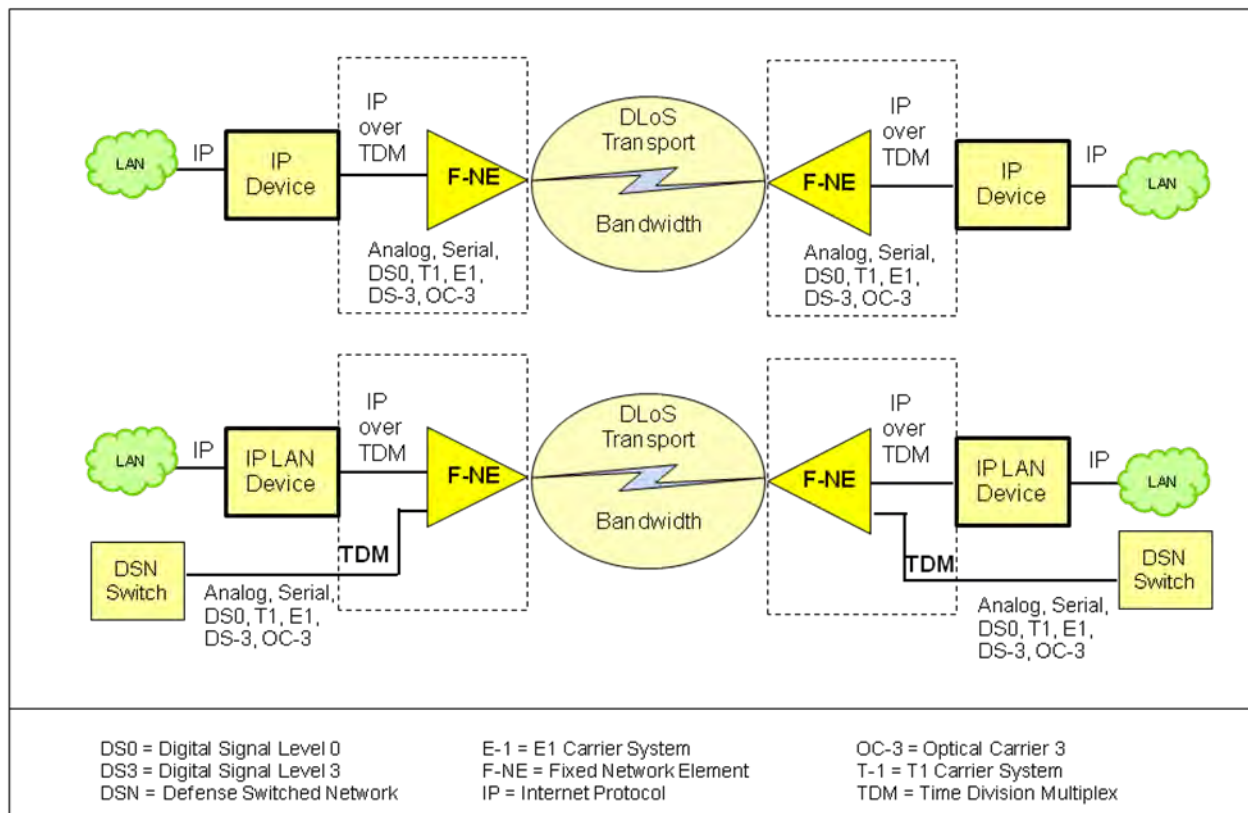 IP
over
TDM
DLoS
Transport
IP
over
TDM
LAN
IP
IP
Device
F-NE
F-NE
IP
Device
IP
LAN
Bandwidth
Analog, Serial,
DS0, T1, E1,
DS-3, OC-3
Analog, Serial,
DS0, T1, E1,
DS-3, OC-3
IP
over
TDM
DLoS
Transport
IP
over
TDM
LAN
IP
IP LAN
Device
F-NE
F-NE
IP LAN
Device
IP
LAN
Bandwidth
DSN
Switch
TDM
TDM
DSN
Switch
Analog, Serial,
DS0, T1, E1,
DS-3, OC-3
Analog, Serial,
DS0, T1, E1,
DS-3, OC-3
DS0 = Digital Signal Level 0
DS3 = Digital Signal Level 3
DSN = Defense Switched Network
E-1 = E1 Carrier System
F-NE = Fixed Network Element
IP = Internet Protocol
OC-3 = Optical Carrier 3
T-1 = T1 Carrier System
TDM = Time Division Multiplex